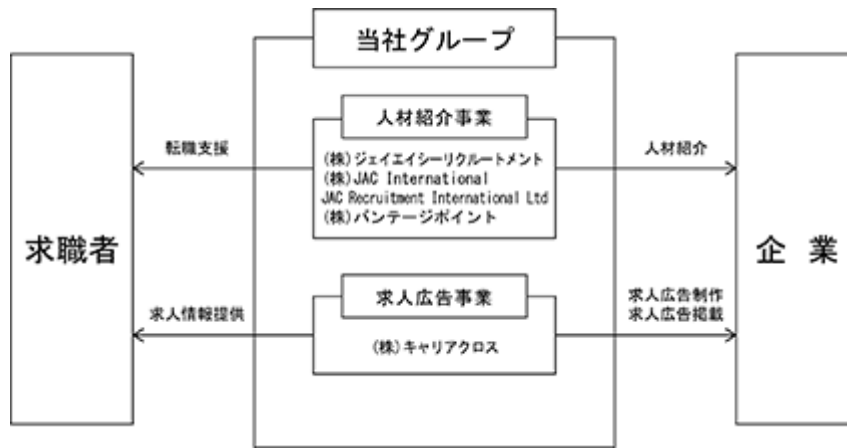 当社グループ
求職者
転職支援
人材紹介事業
(株)ジェイエイシーリクルートメント
(株)JAC International
JAC Recruitment International Ltd
(株)バンテージポイント
人材紹介
求人情報提供
求人広告事業
(株)キャリアクロス
求人広告制作
求人広告掲載
企業